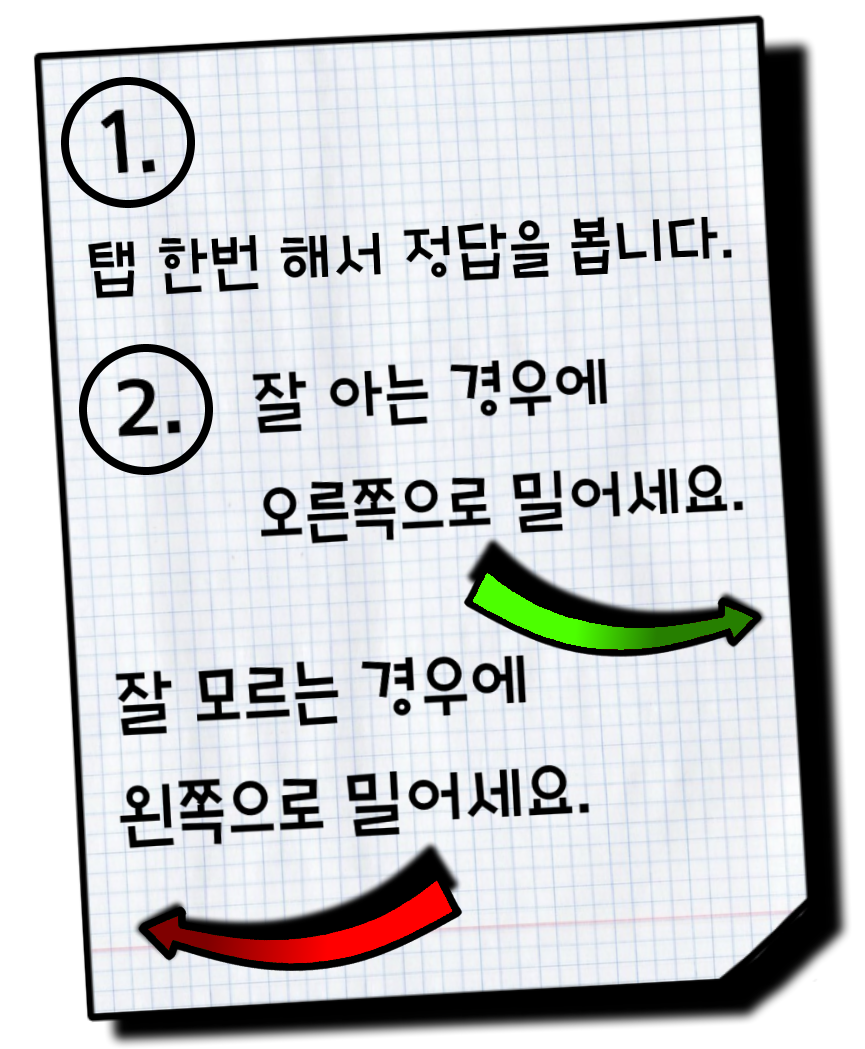 1.
탭 한번 해서 정답을 봅니다.
2. 잘 아는 경우에
오른쪽으로 밀어세요.
잘 모르는 경우에
왼쪽으로 밀어세요.